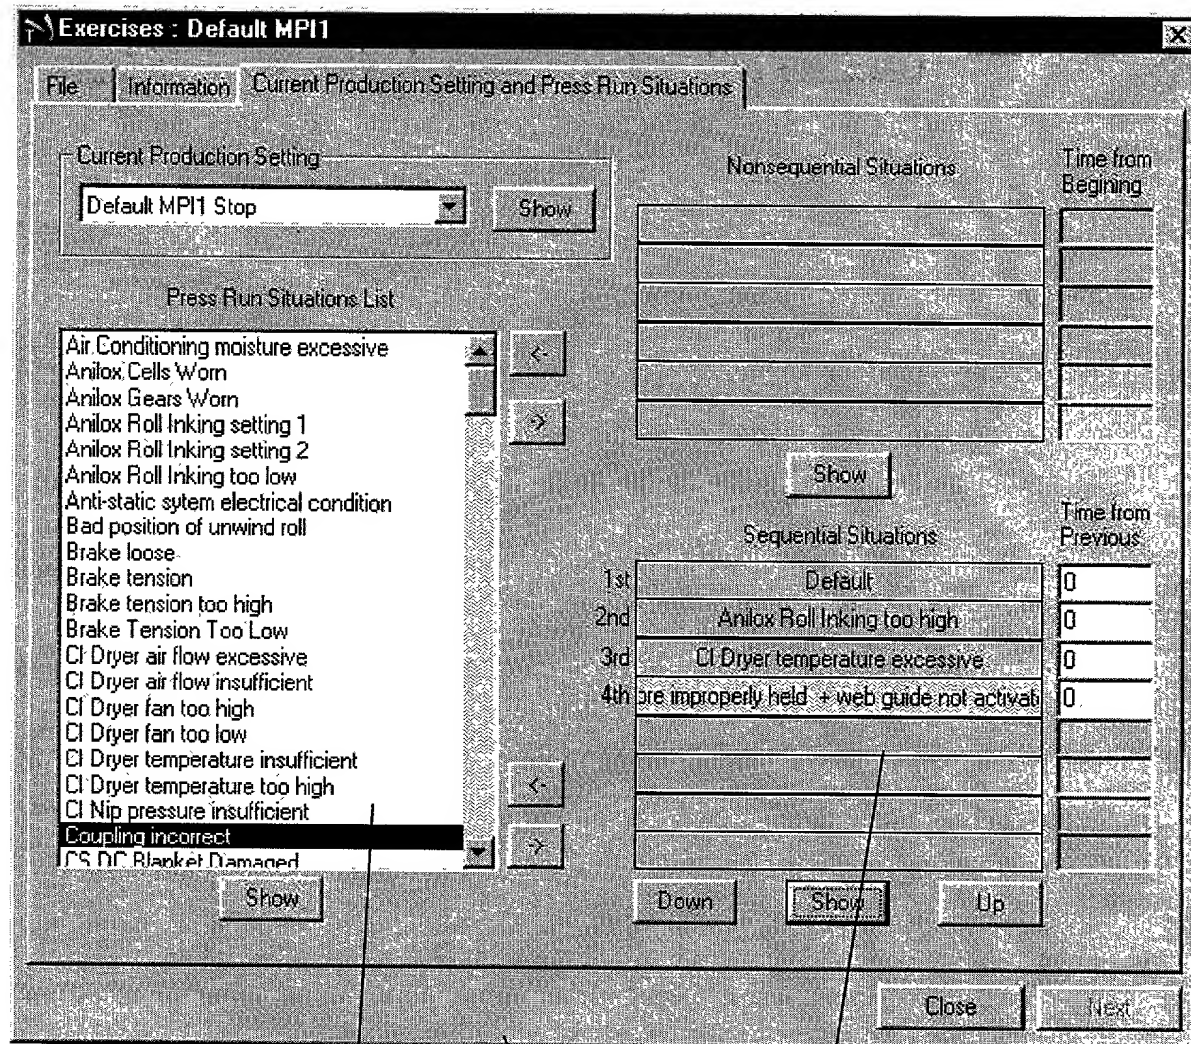 Exercises : Default MPI1
File
Information
Current Production Setting and Press Run Situations
Current Production Setting
Default MPI1 Stop
Show
Press Run Situations List
Air Conditioning moisture excessive
Anilox Cells Worn
Anilox Gears Worn
Anilox Roll Inking setting 1
Anilox Roll Inking setting 2
Anilox Roll Inking too low
Anti-static sytem electrical condition
Bad position of unwind roll
Brake loose
Brake tension
Brake tension too high
Brake Tension Too Low
CI Dryer air flow excessive
CI Dryer air flow insufficient
CI Dryer fan too high
CI Dryer fan too low
CI Dryer temperature insufficient
CI Dryer temperature too high
CI Nip pressure insufficient
Coupling incorrect
CS DC Blanket Damaged
Show
<-
->
<-
->
Nonsequential Situations
Time from
Begining
Show
Sequential Situations
Time from
Previous
1st Default 0
2nd Anilox Roll Inking too high 0
3rd CI Dryer temperature excessive 0
4th ore improperly held + web guide not activat 0
Down
Show
Up
Close
Next